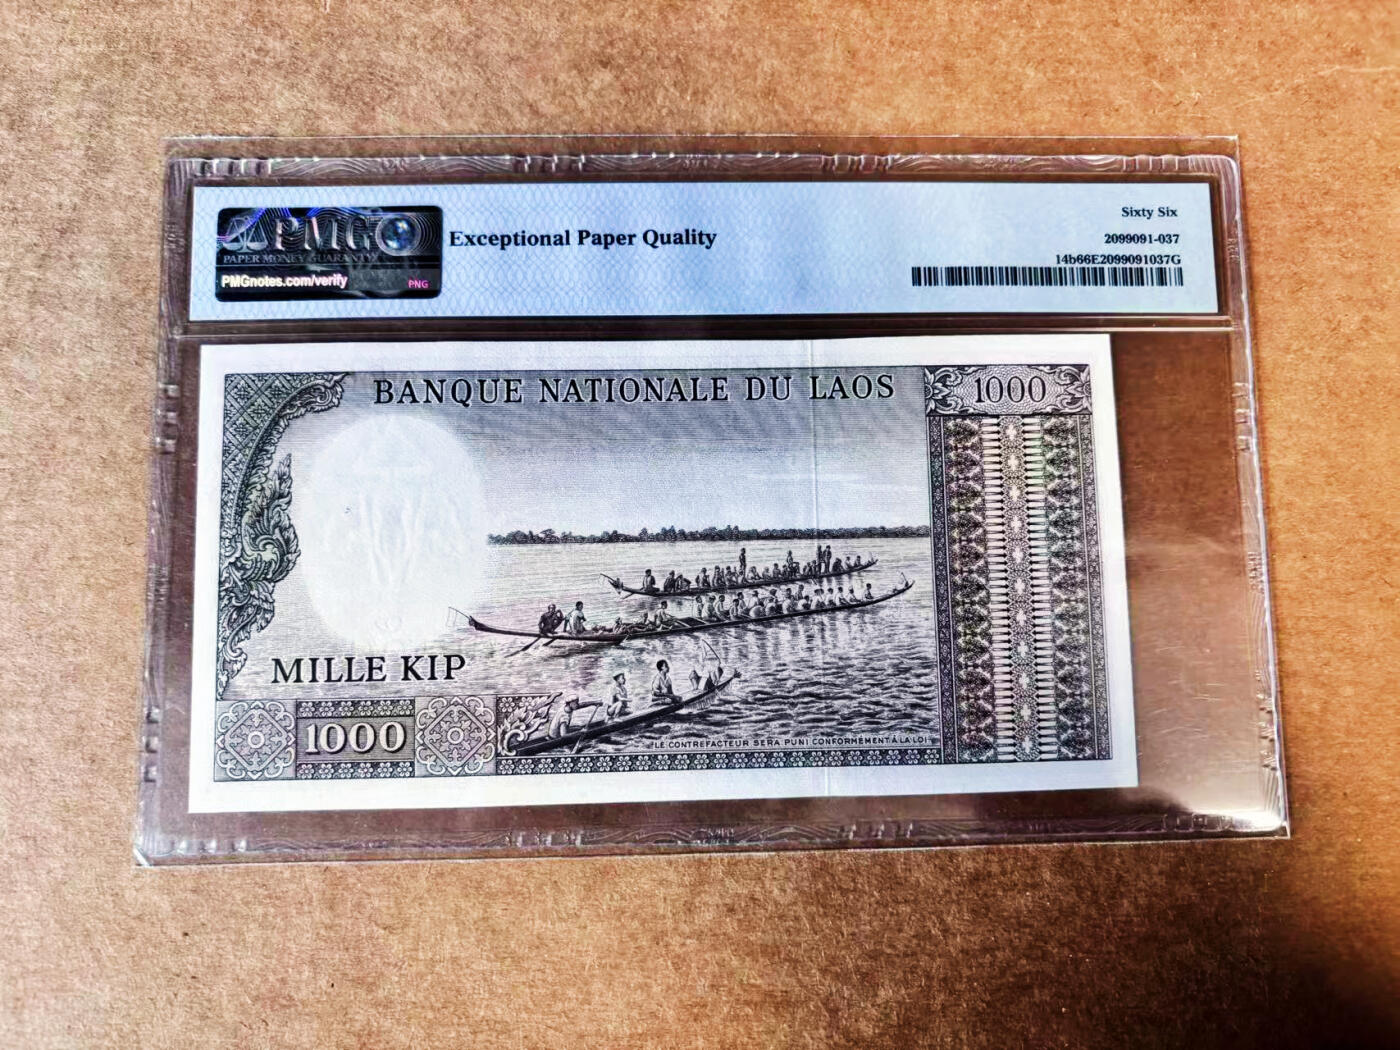 PMG
PAPER MONEY GUARANTY
PMGnotes.com/verify
PNG
Exceptional Paper Quality
Sixty Six
2099091-037
14b66E2099091037G
BANQUE NATIONALE DU LAOS
1000
MILLE KIP
1000
LE CONTREFACTEUR SERA PUNI CONFORMÉMENT À LA LOI